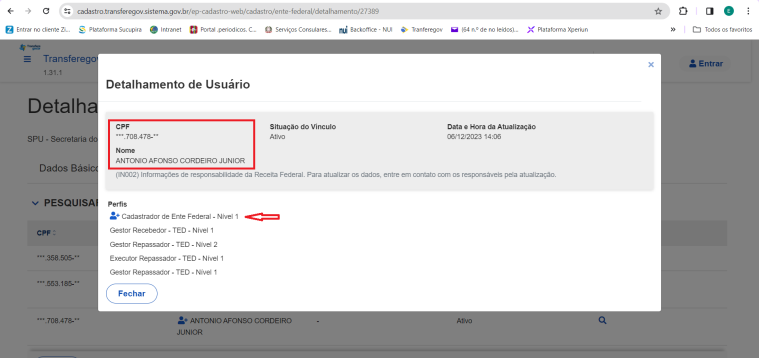 cadastro.transferegov.sistema.gov.br/ep-cadastro-web/cadastro/ente-federal/detalhamento/27389
Entrar no cliente Zi... Plataforma Sucupira Intranet Portal .periodicos. C... Serviços Consulares... Backoffice - NUI Transferegov (64 n.º de no leídos)... Plataforma Xperiun » Todos os favoritos
Transferegov
1.31.1
Entrar
Detalha
SPU - Secretaria do
Dados Básico
PESQUISA
CPF
***.358.505-**
***.553.185-**
***.708.478-** ANTONIO AFONSO CORDEIRO JUNIOR - Ativo
Detalhamento de Usuário ×
CPF Situação do Vínculo Data e Hora da Atualização
***.708.478-** Ativo 06/12/2023 14:06
Nome
ANTONIO AFONSO CORDEIRO JUNIOR
(IN002) Informações de responsabilidade da Receita Federal. Para atualizar os dados, entre em contato com os responsáveis pela atualização.
Perfis
Cadastrador de Ente Federal - Nível 1
Gestor Recebedor - TED - Nível 1
Gestor Repassador - TED - Nível 2
Executor Repassador - TED - Nível 1
Gestor Repassador - TED - Nível 1
Fechar